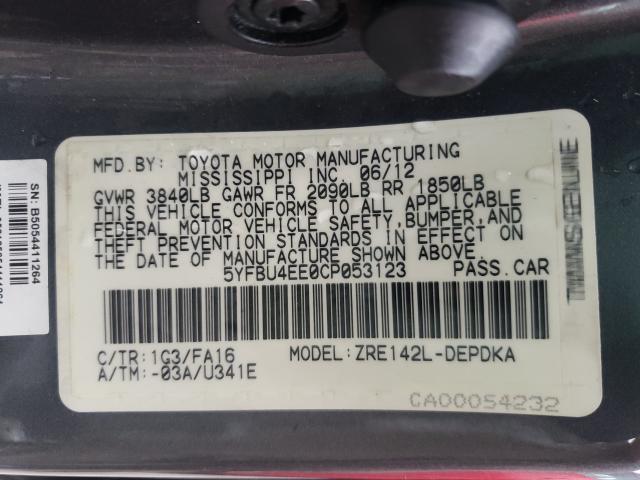 MFD.BY: TOYOTA MOTOR MANUFACTURING
MISSISSIPPI INC. 06/12
GVWR 3840LB GAWR FR 2090LB RR 1850LB
THIS VEHICLE CONFORMS TO ALL APPLICABLE
FEDERAL MOTOR VEHICLE SAFETY,BUMPER,AND
THEFT PREVENTION STANDARDS IN EFFECT ON
THE DATE OF MANUFACTURE SHOWN ABOVE.
5YFBU4EE0CP053123 PASS.CAR
C/TR:1G3/FA16 MODEL:ZRE142L-DEPDKA
A/TM:-03A/U341E
CA00054232
SN: B5054411264